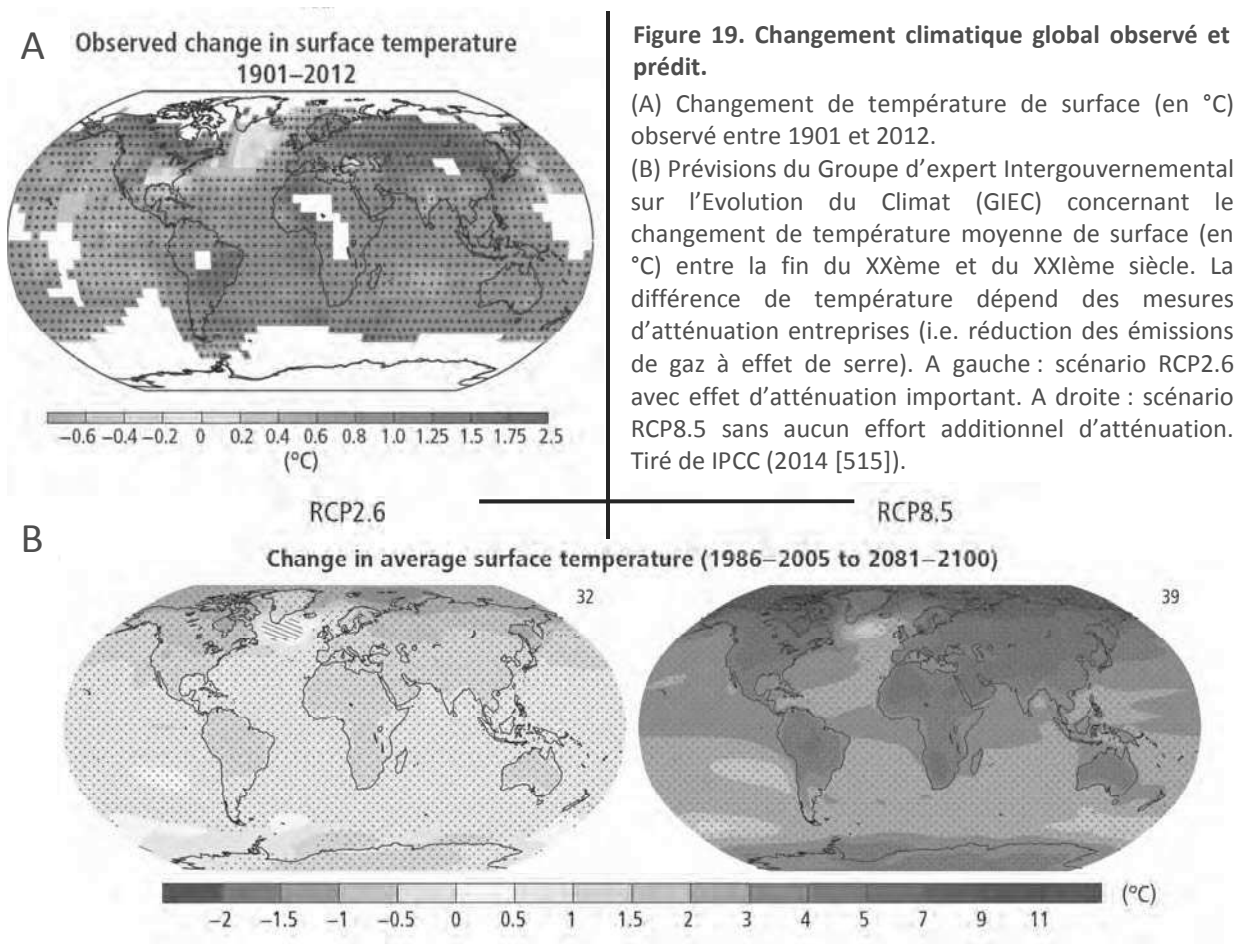 A
Observed change in surface temperature
1901–2012
−0.6 −0.4 −0.2 0 0.2 0.4 0.6 0.8 1.0 1.25 1.5 1.75 2.5
(°C)
Figure 19. Changement climatique global observé et
prédit.
(A) Changement de température de surface (en °C)
observé entre 1901 et 2012.
(B) Prévisions du Groupe d’expert Intergouvernemental
sur l’Evolution du Climat (GIEC) concernant le
changement de température moyenne de surface (en
°C) entre la fin du XXème et du XXIème siècle. La
différence de température dépend des mesures
d’atténuation entreprises (i.e. réduction des émissions
de gaz à effet de serre). A gauche : scénario RCP2.6
avec effet d’atténuation important. A droite : scénario
RCP8.5 sans aucun effort additionnel d’atténuation.
Tiré de IPCC (2014 [515]).
RCP2.6 RCP8.5
B
Change in average surface temperature (1986–2005 to 2081–2100)
32 39
−2 −1.5 −1 −0.5 0 0.5 1 1.5 2 3 4 5 7 9 11
(°C)